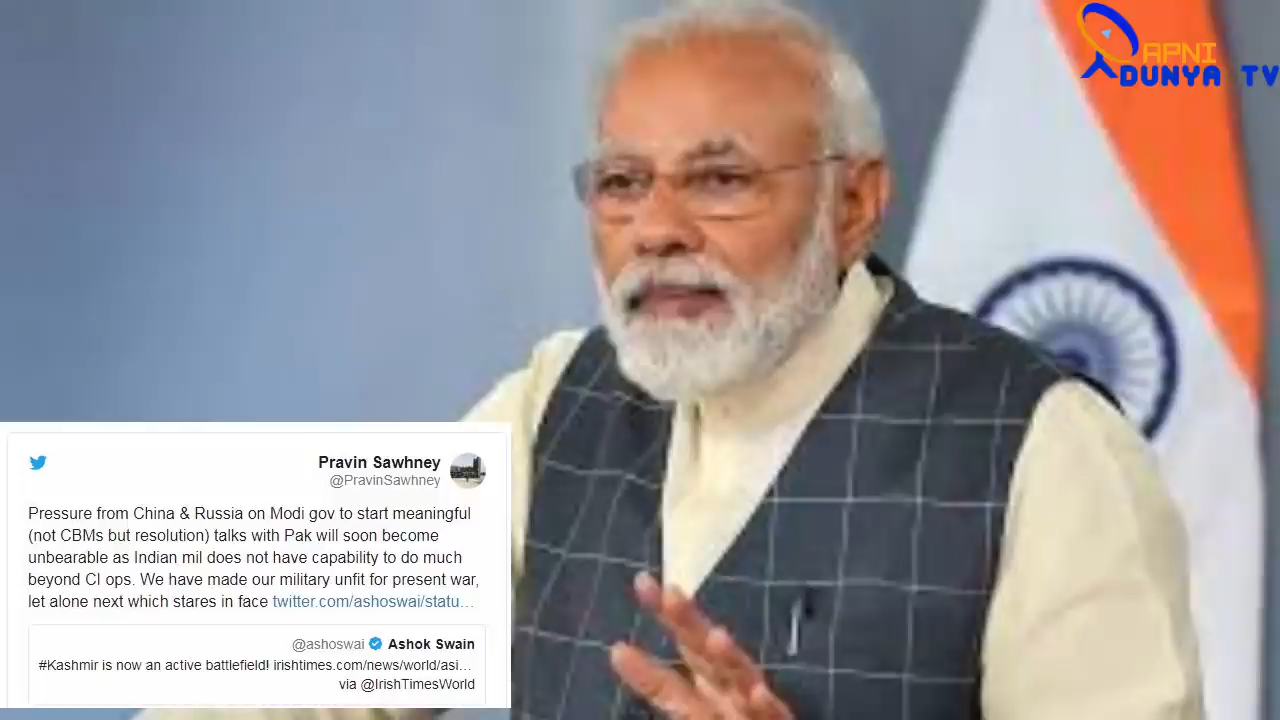 APNI
DUNYA TV
Pravin Sawhney
@PravinSawhney
Pressure from China & Russia on Modi gov to start meaningful
(not CBMs but resolution) talks with Pak will soon become
unbearable as Indian mil does not have capability to do much
beyond CI ops. We have made our military unfit for present war,
let alone next which stares in face twitter.com/ashoswai/statu…
@ashoswai Ashok Swain
#Kashmir is now an active battlefield! irishtimes.com/news/world/asi…
via @IrishTimesWorld